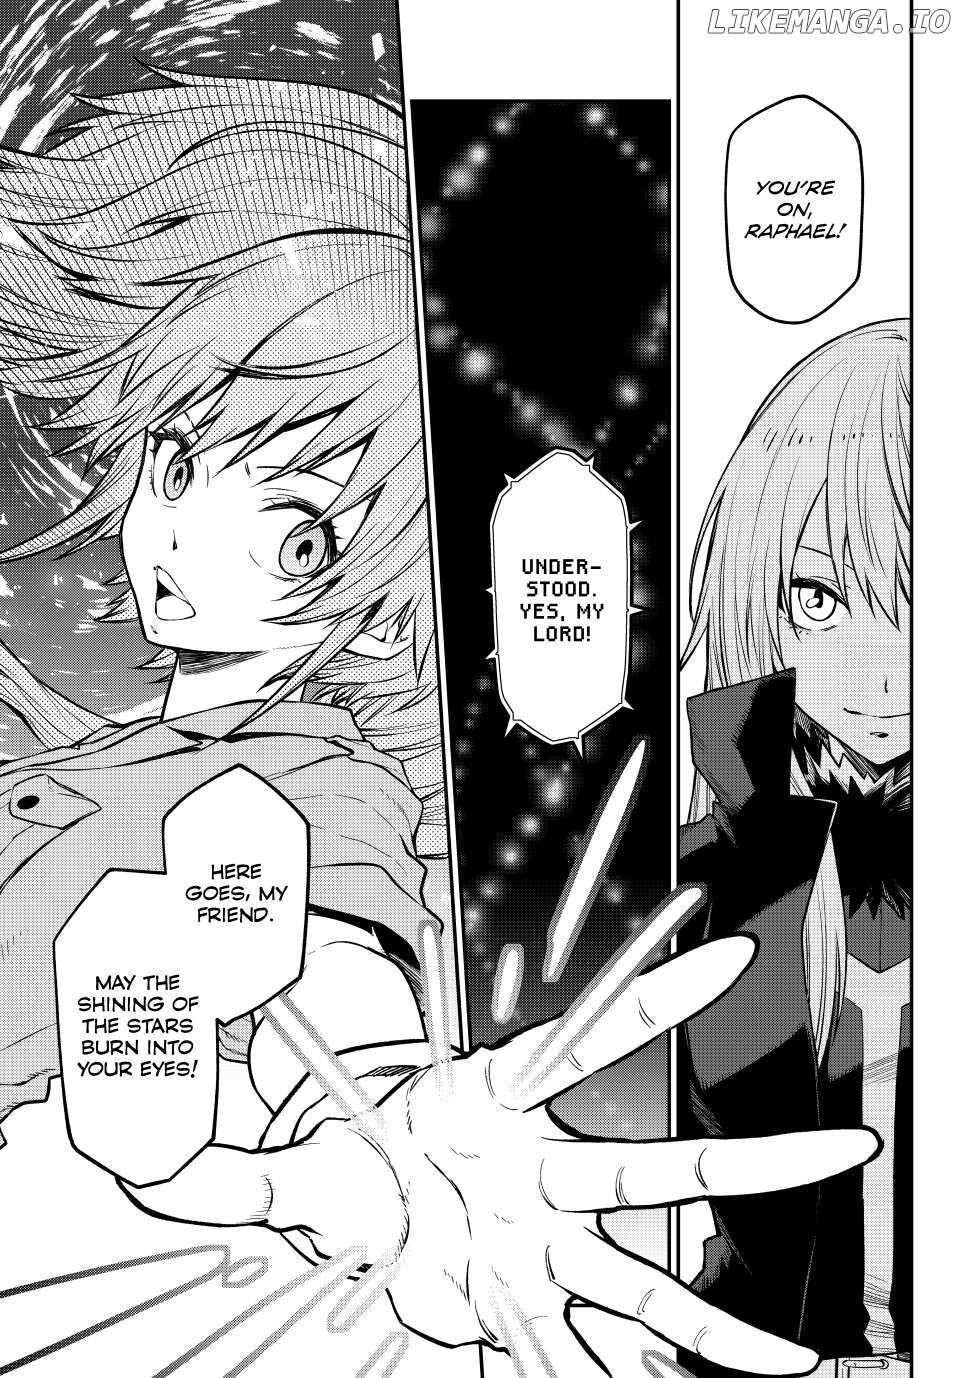 LIKEMANGA.IO
YOU'RE
ON,
RAPHAEL!
UNDER-
STOOD.
YES, MY
LORD!
HERE
GOES, MY
FRIEND.
MAY THE
SHINING OF
THE STARS
BURN INTO
YOUR EYES!